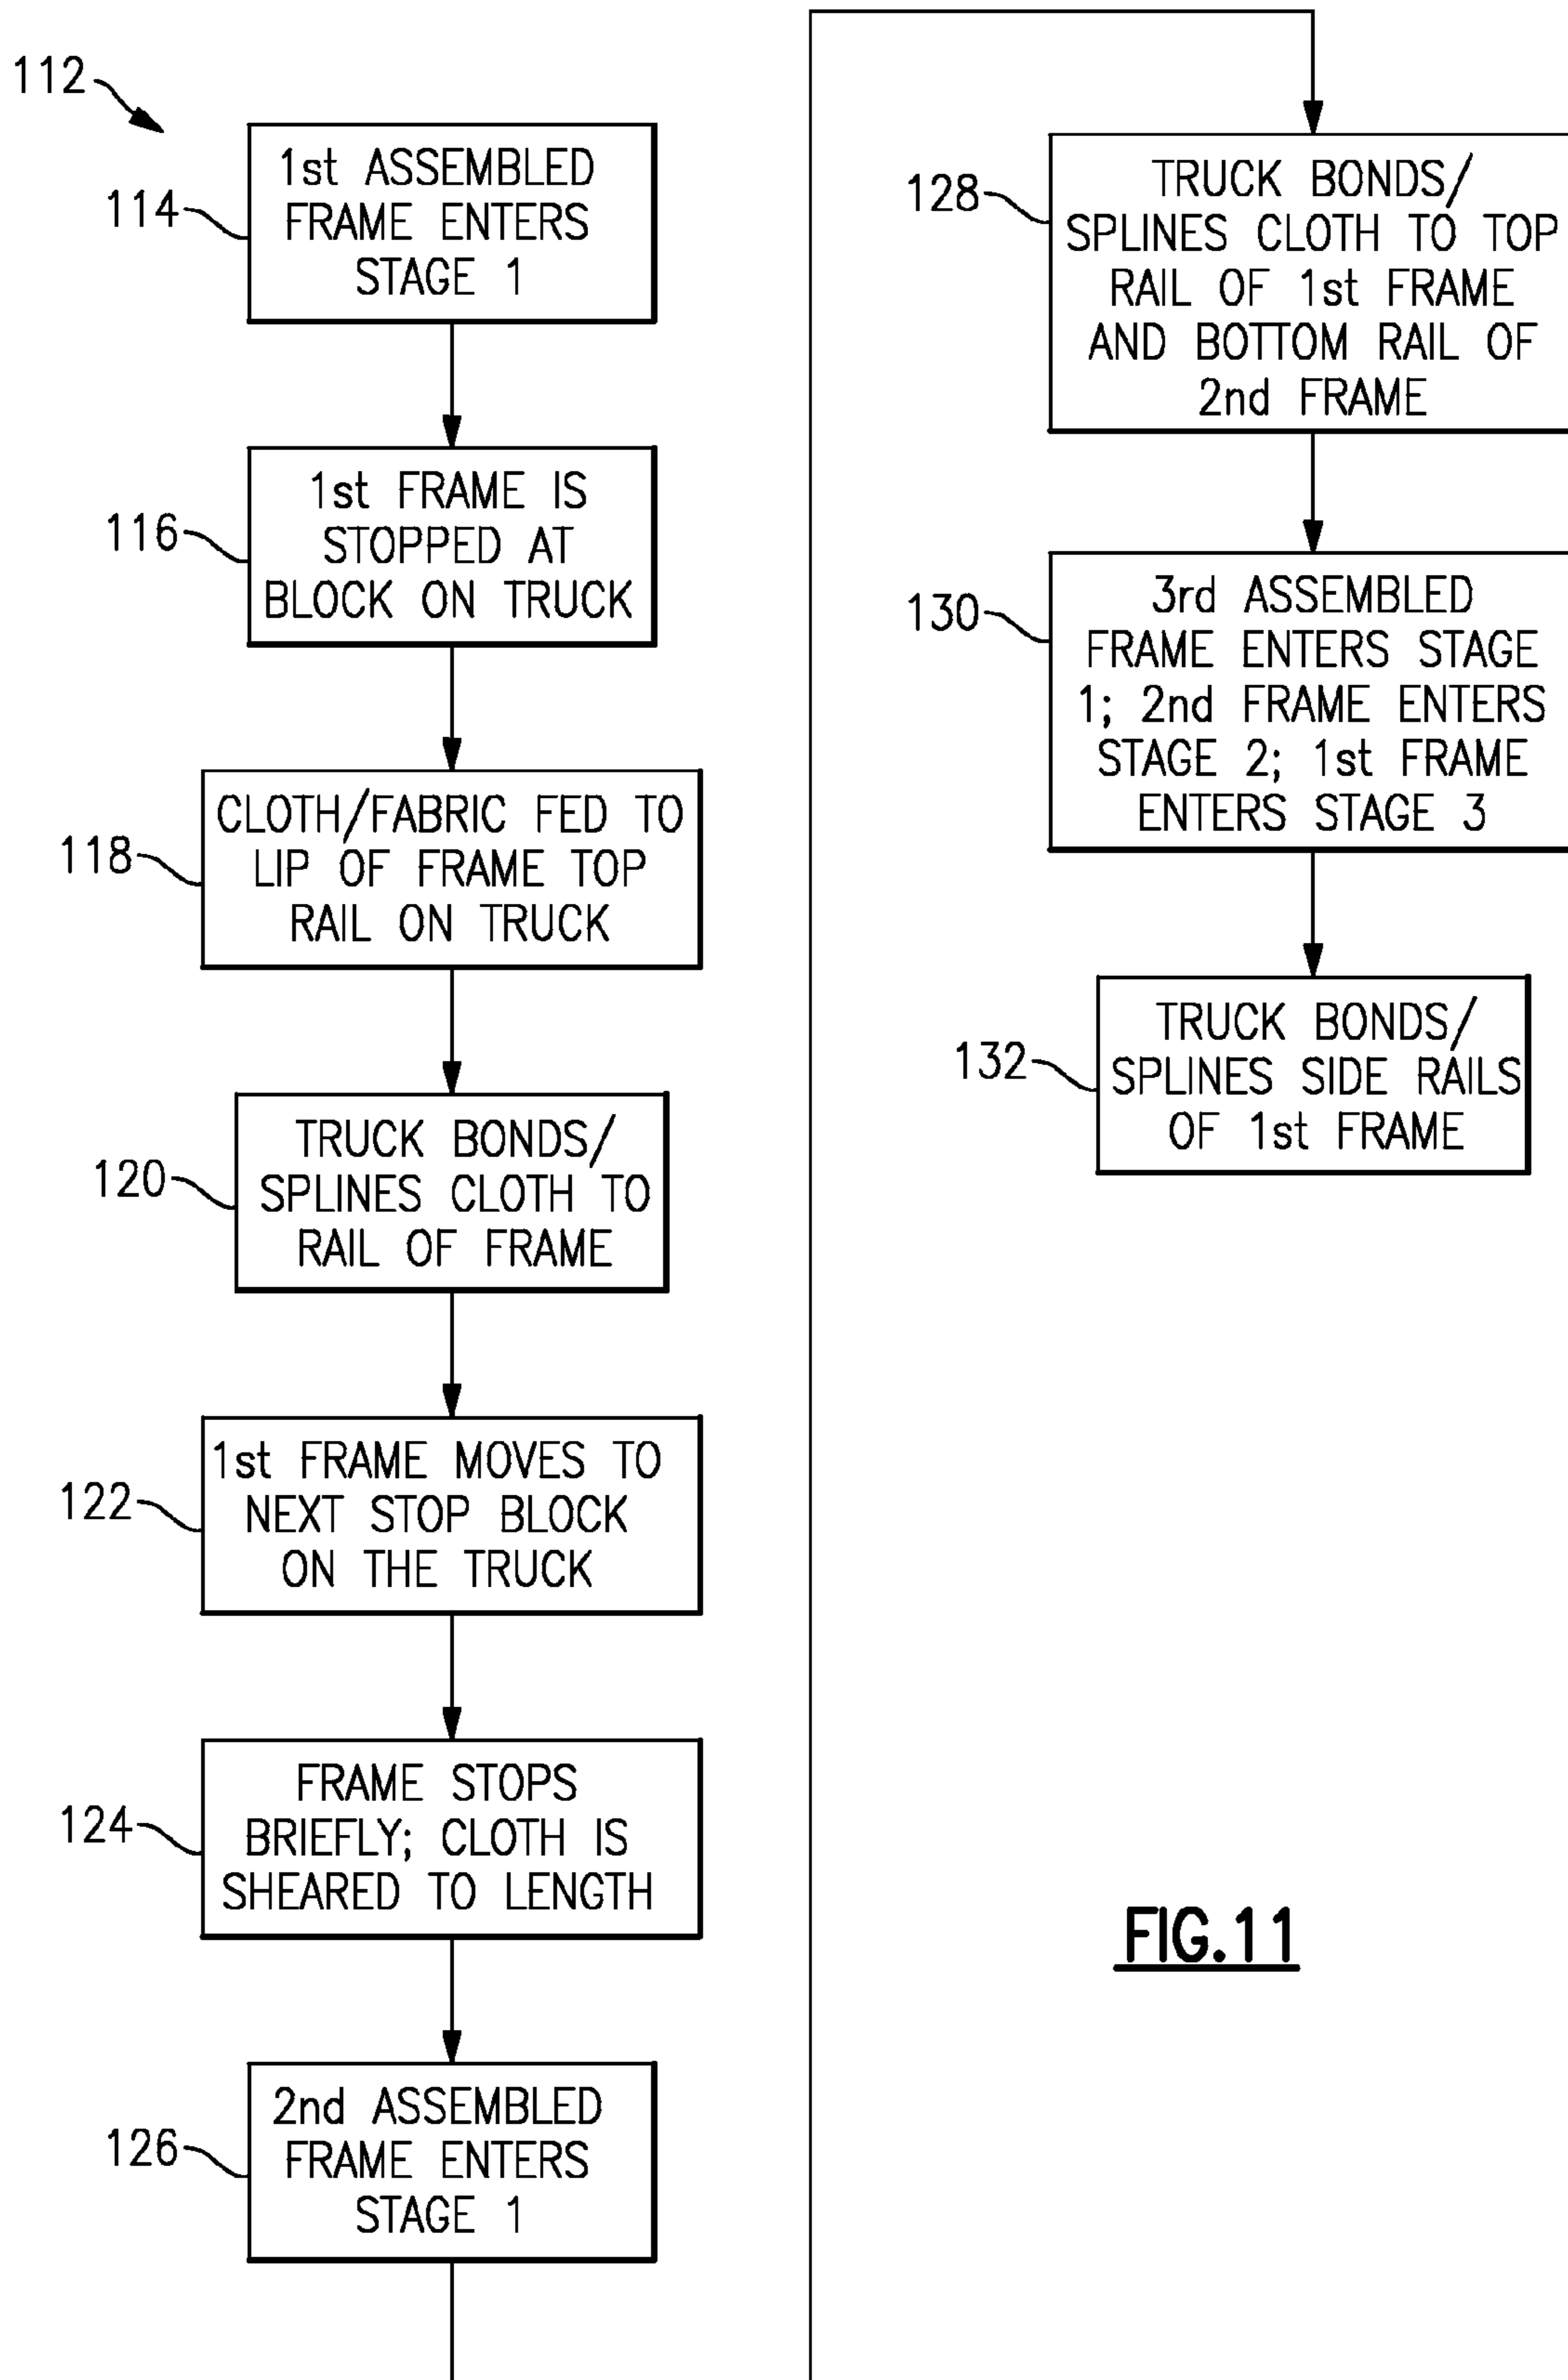 112
114
1st ASSEMBLED
FRAME ENTERS
STAGE 1
116
1st FRAME IS
STOPPED AT
BLOCK ON TRUCK
118
CLOTH/FABRIC FED TO
LIP OF FRAME TOP
RAIL ON TRUCK
120
TRUCK BONDS/
SPLINES CLOTH TO
RAIL OF FRAME
122
1st FRAME MOVES TO
NEXT STOP BLOCK
ON THE TRUCK
124
FRAME STOPS
BRIEFLY; CLOTH IS
SHEARED TO LENGTH
126
2nd ASSEMBLED
FRAME ENTERS
STAGE 1
128
TRUCK BONDS/
SPLINES CLOTH TO TOP
RAIL OF 1st FRAME
AND BOTTOM RAIL OF
2nd FRAME
130
3rd ASSEMBLED
FRAME ENTERS STAGE
1; 2nd FRAME ENTERS
STAGE 2; 1st FRAME
ENTERS STAGE 3
132
TRUCK BONDS/
SPLINES SIDE RAILS
OF 1st FRAME
FIG.11